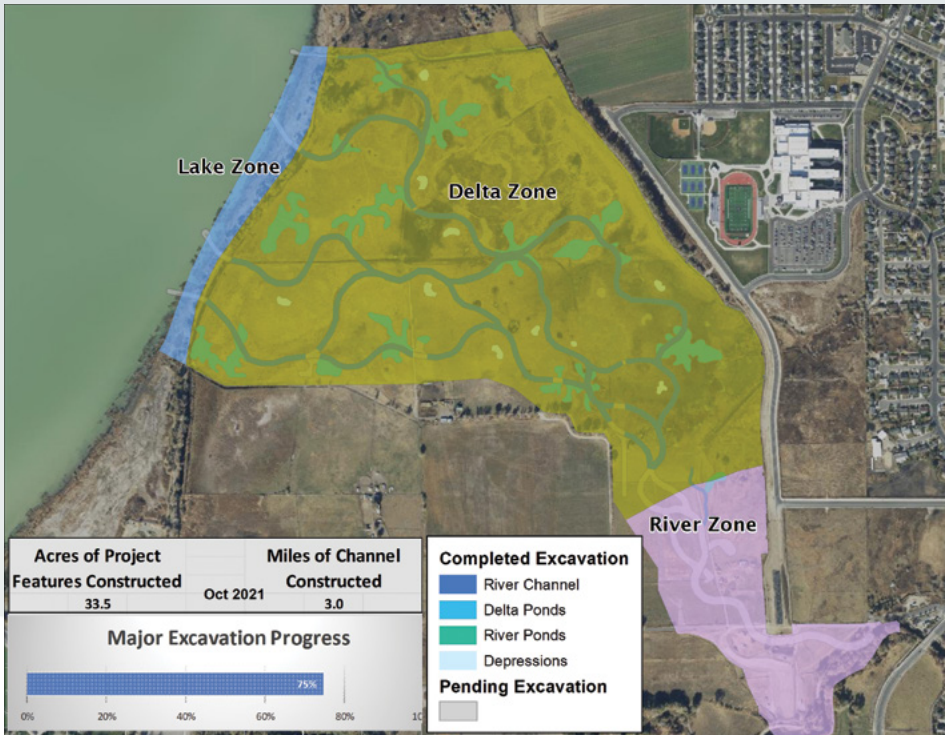 Lake Zone
Delta Zone
River Zone
Acres of Project
Features Constructed
33.5
Oct 2021
Miles of Channel
Constructed
3.0
Major Excavation Progress
75%
0%
20%
40%
60%
80%
10
Completed Excavation
River Channel
Delta Ponds
River Ponds
Depressions
Pending Excavation